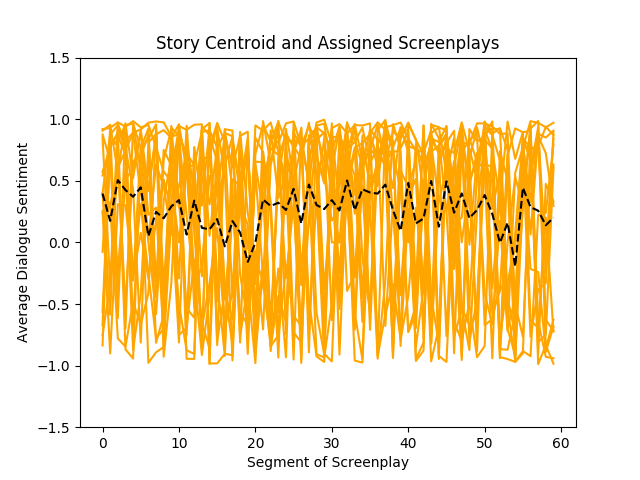 Story Centroid and Assigned Screenplays
1.5
1.0
0.5
0.0
−0.5
−1.0
−1.5
Average Dialogue Sentiment
0 10 20 30 40 50 60
Segment of Screenplay